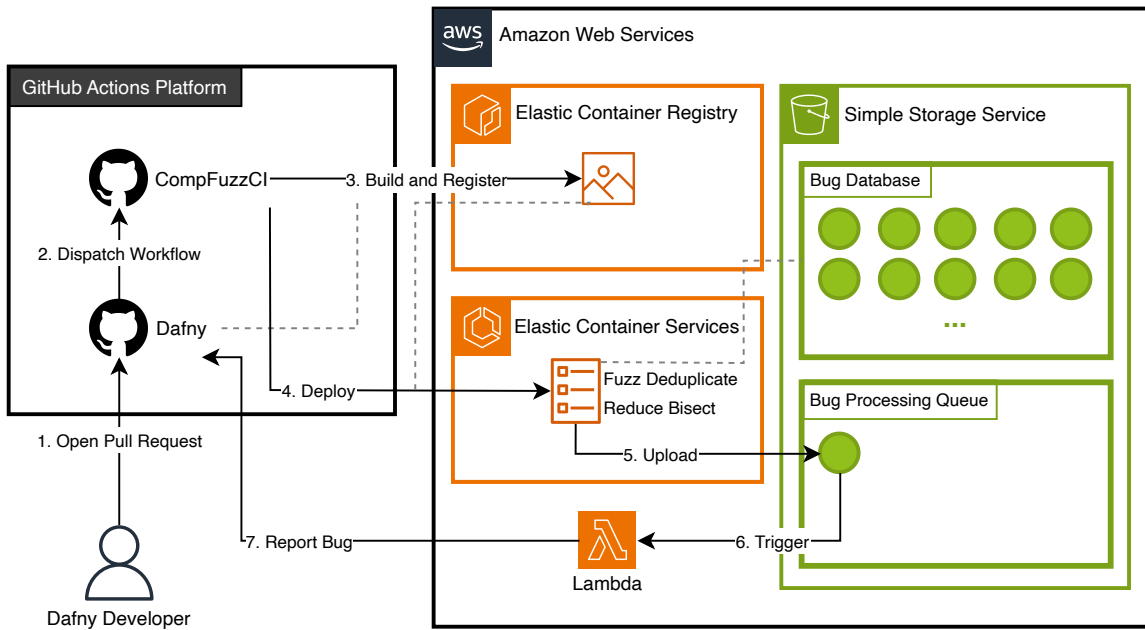 aws
Amazon Web Services
GitHub Actions Platform
Elastic Container Registry
Simple Storage Service
CompFuzzCI
3. Build and Register
Bug Database
2. Dispatch Workflow
Dafny
Elastic Container Services
...
4. Deploy
Fuzz Deduplicate
Reduce Bisect
Bug Processing Queue
1. Open Pull Request
5. Upload
7. Report Bug
6. Trigger
Lambda
Dafny Developer